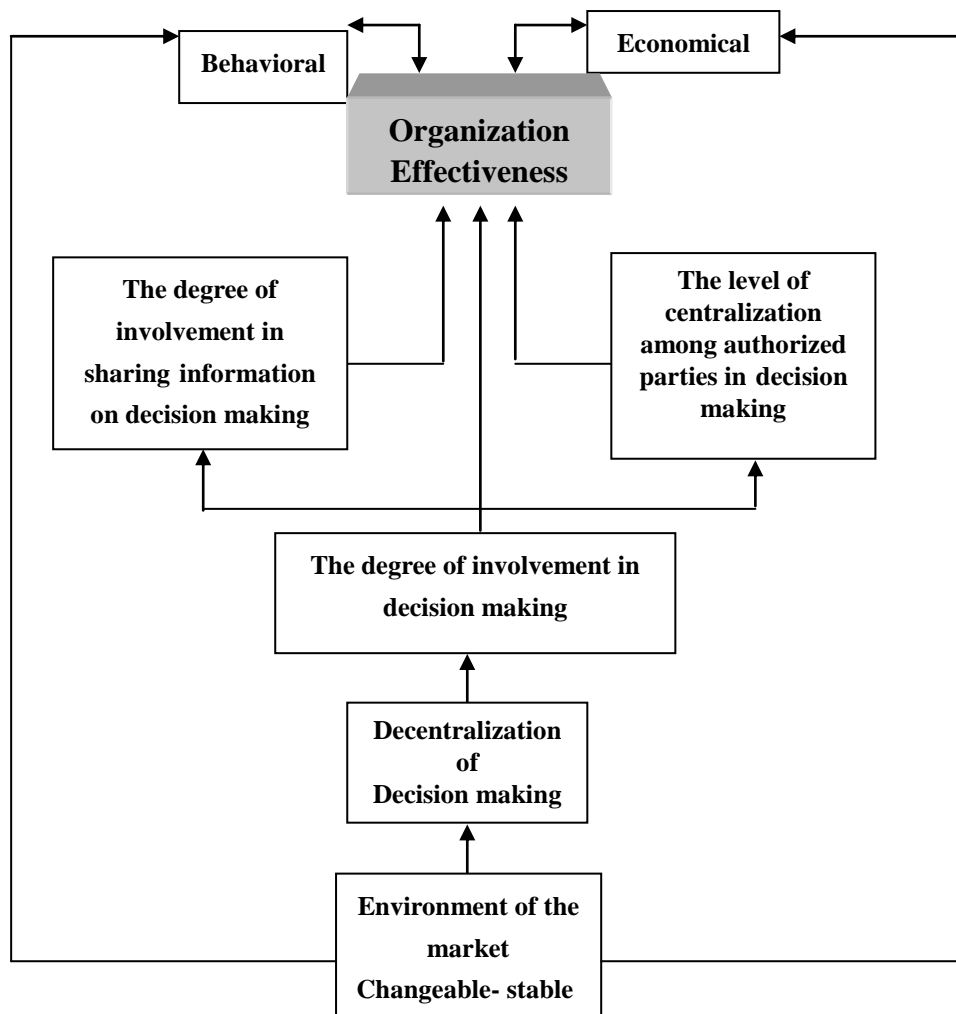 Behavioral
Economical
Organization
Effectiveness
The degree of
involvement in
sharing information
on decision making
The level of
centralization
among authorized
parties in decision
making
The degree of involvement in
decision making
Decentralization
of
Decision making
Environment of the
market
Changeable- stable